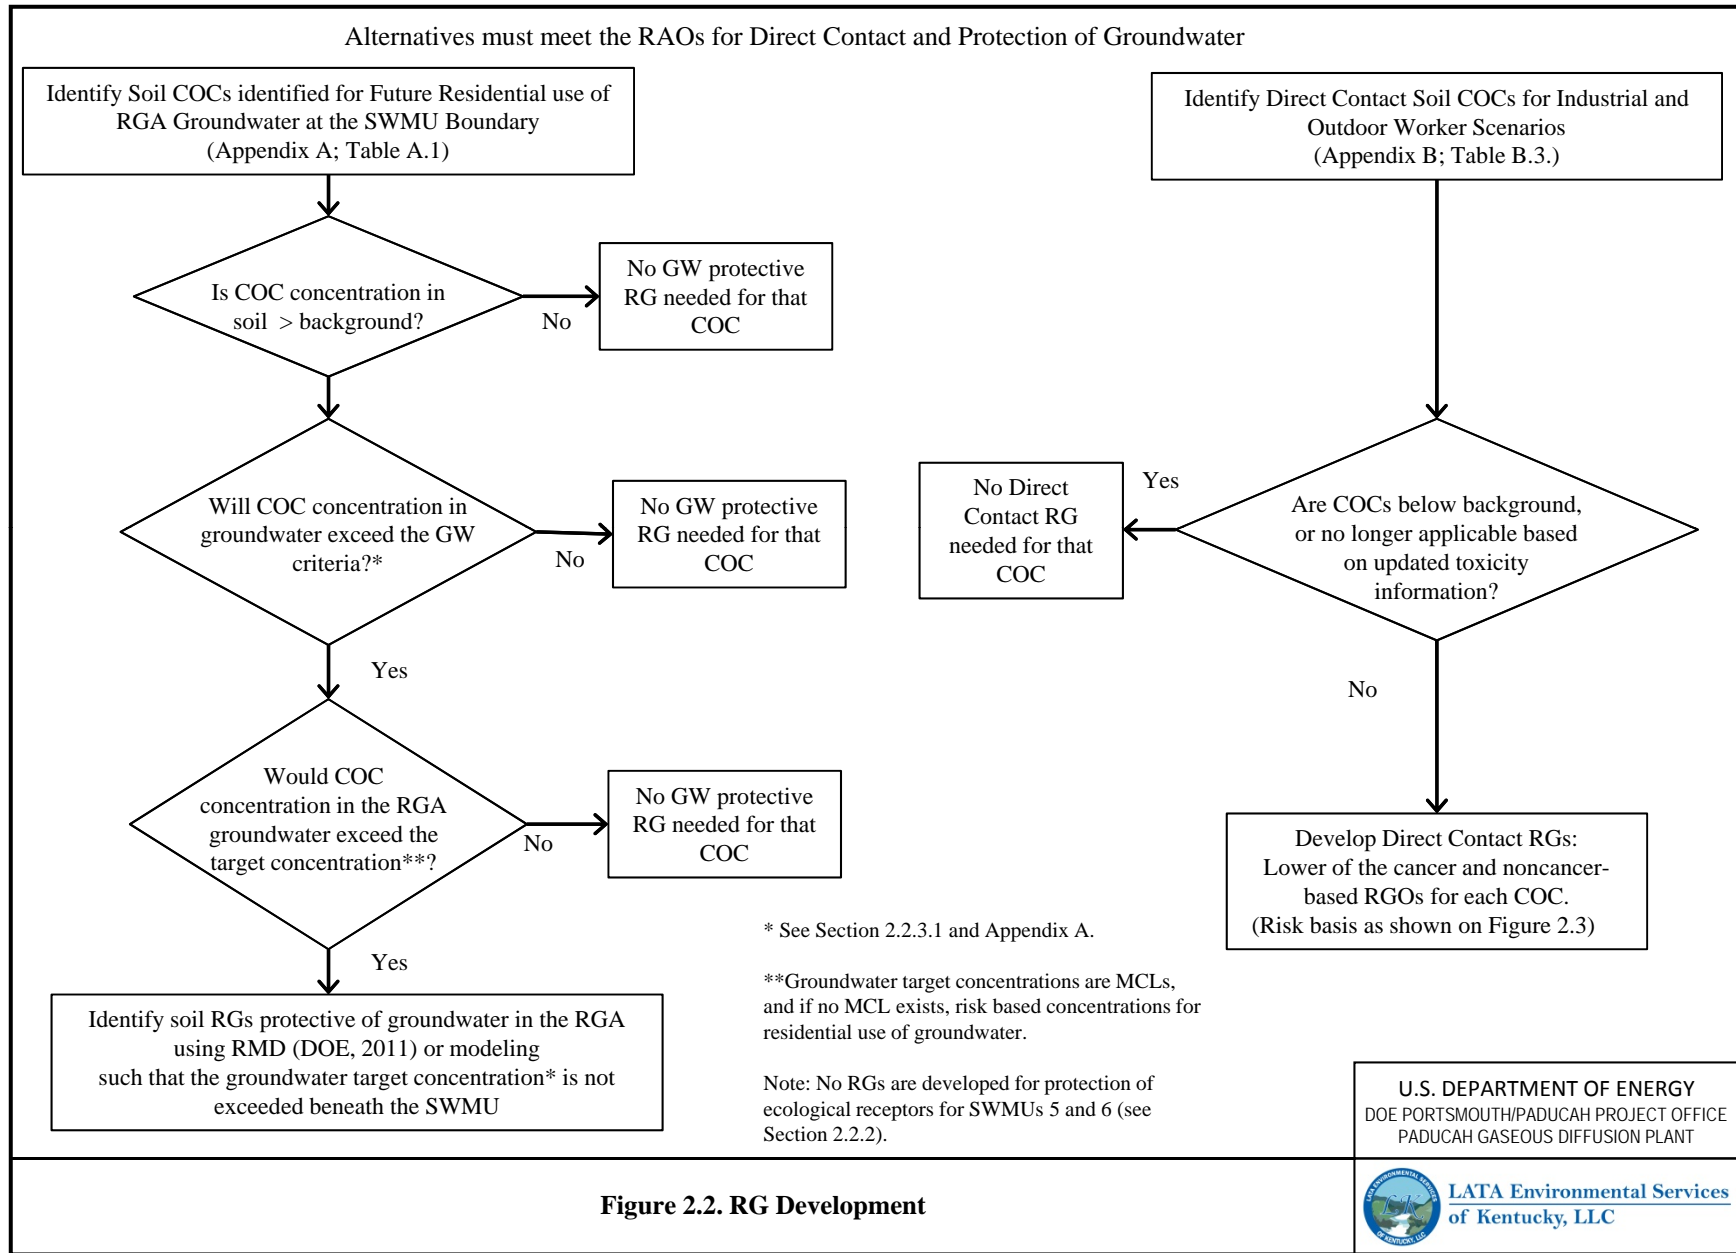 Alternatives must meet the RAOs for Direct Contact and Protection of Groundwater
Identify Soil COCs identified for Future Residential use of
RGA Groundwater at the SWMU Boundary
(Appendix A; Table A.1)
Is COC concentration in
soil > background?
No
No GW protective
RG needed for that
COC
Will COC concentration in
groundwater exceed the GW
criteria?*
No
No GW protective
RG needed for that
COC
Yes
Would COC
concentration in the RGA
groundwater exceed the
target concentration**?
No
No GW protective
RG needed for that
COC
Yes
Identify soil RGs protective of groundwater in the RGA
using RMD (DOE, 2011) or modeling
such that the groundwater target concentration* is not
exceeded beneath the SWMU
Identify Direct Contact Soil COCs for Industrial and
Outdoor Worker Scenarios
(Appendix B; Table B.3.)
Are COCs below background,
or no longer applicable based
on updated toxicity
information?
Yes
No Direct
Contact RG
needed for that
COC
No
Develop Direct Contact RGs:
Lower of the cancer and noncancer-
based RGOs for each COC.
(Risk basis as shown on Figure 2.3)
* See Section 2.2.3.1 and Appendix A.
**Groundwater target concentrations are MCLs,
and if no MCL exists, risk based concentrations for
residential use of groundwater.
Note: No RGs are developed for protection of
ecological receptors for SWMUs 5 and 6 (see
Section 2.2.2).
U.S. DEPARTMENT OF ENERGY
DOE PORTSMOUTH/PADUCAH PROJECT OFFICE
PADUCAH GASEOUS DIFFUSION PLANT
Figure 2.2. RG Development
LATA ENVIRONMENTAL SERVICES
LK
OF KENTUCKY, LLC
LATA Environmental Services
of Kentucky, LLC